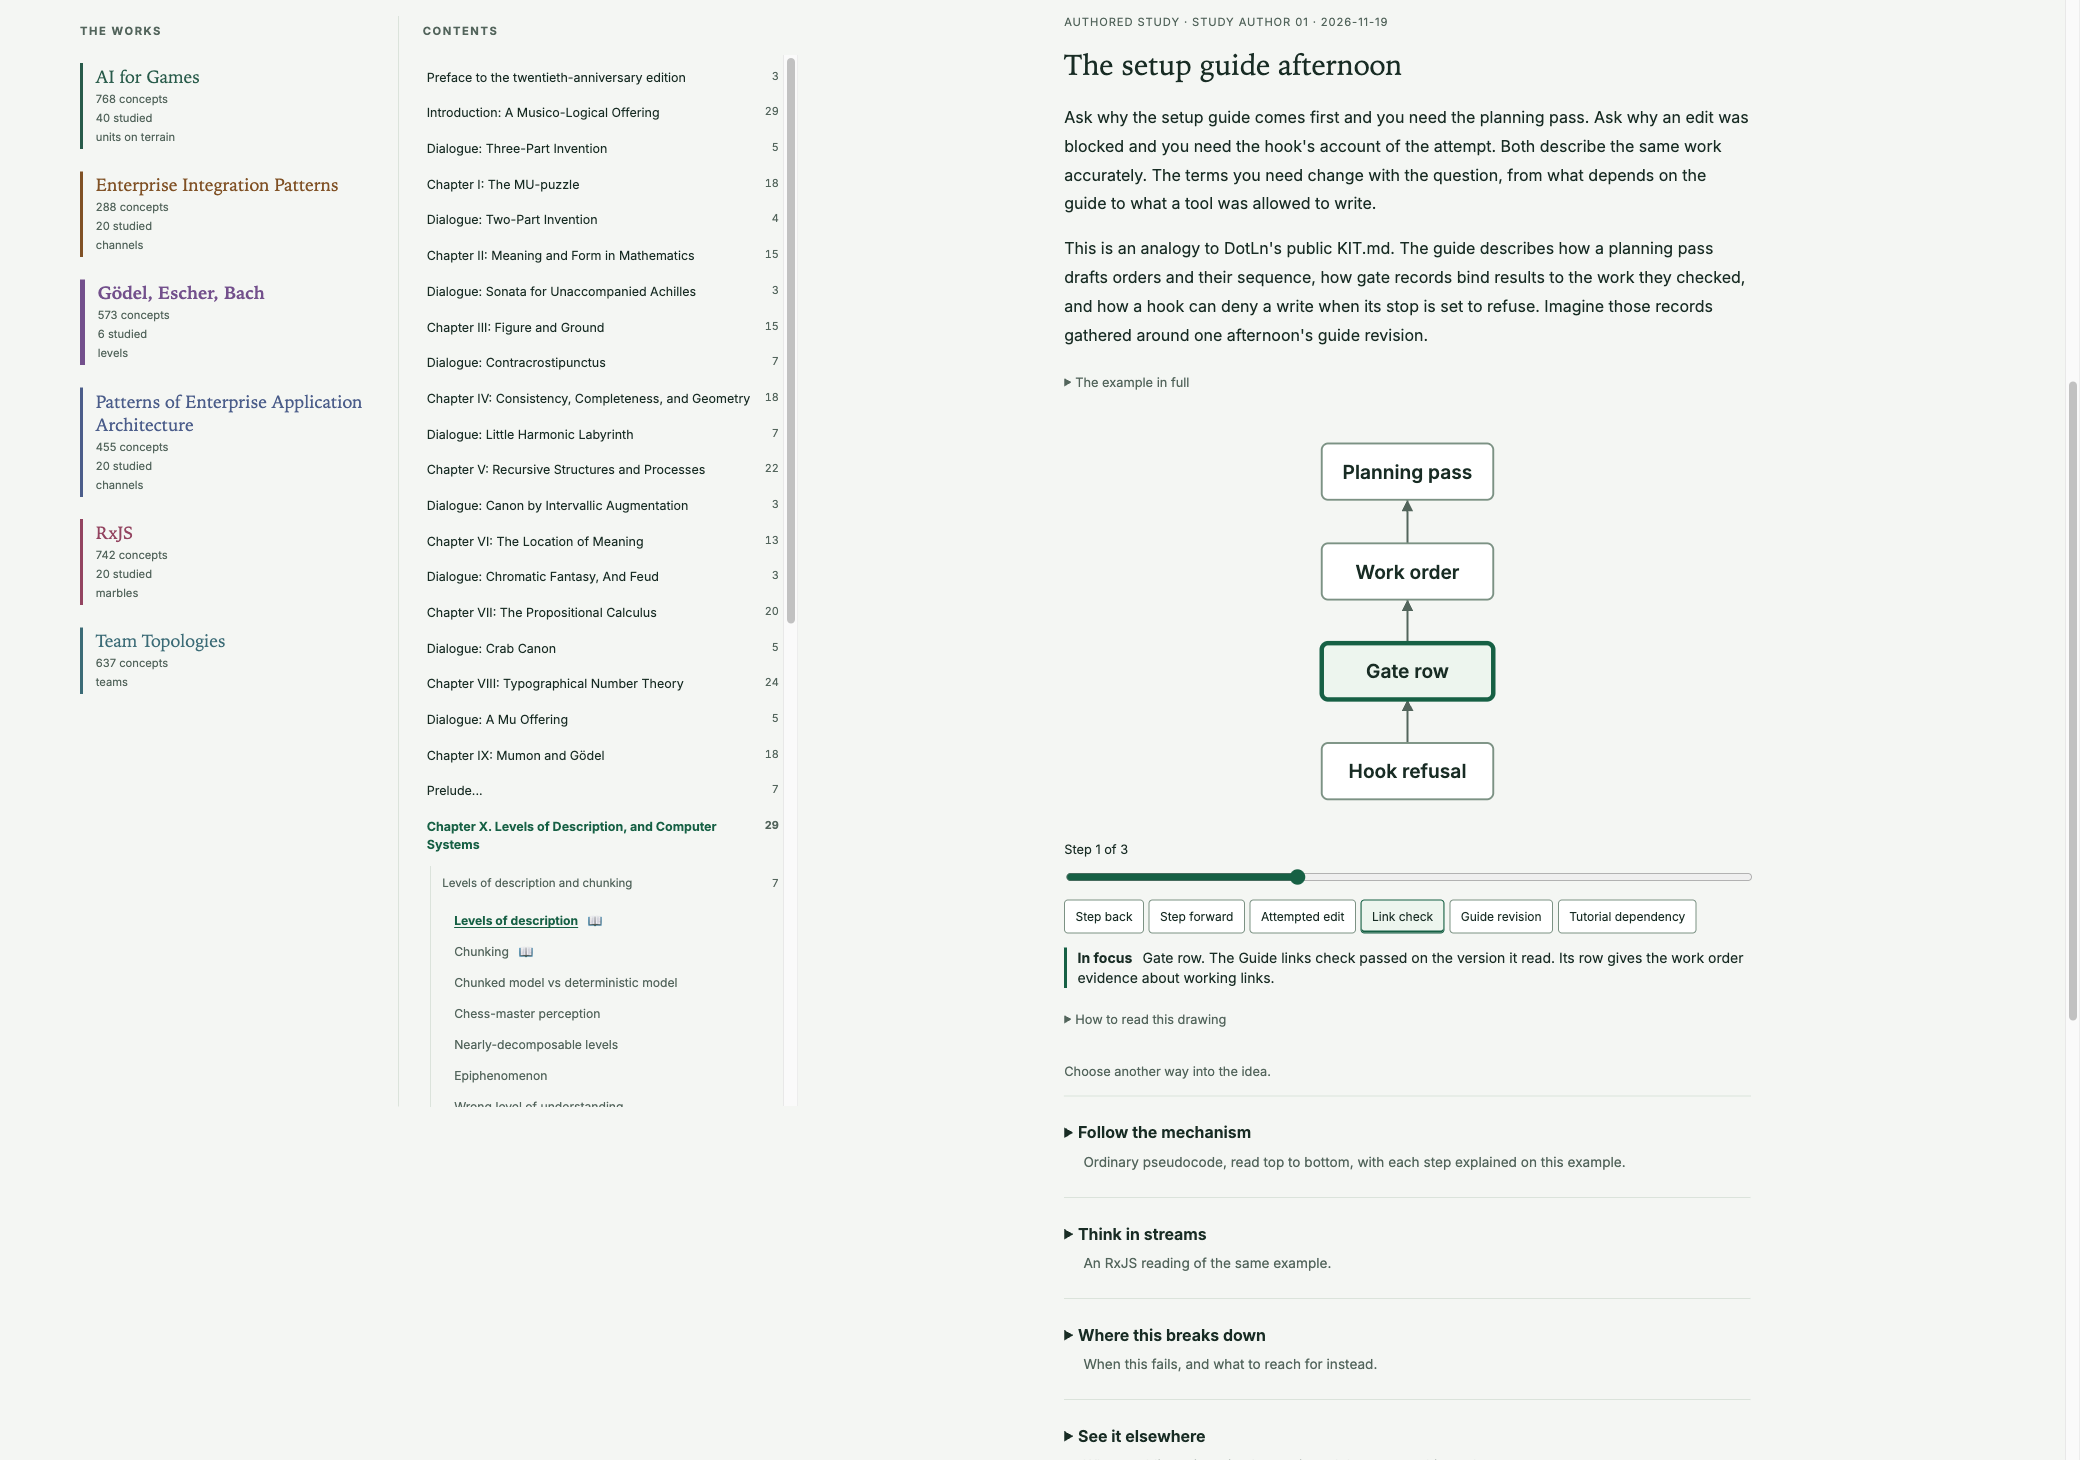 THE WORKS
AI for Games
768 concepts
40 studied
units on terrain
Enterprise Integration Patterns
288 concepts
20 studied
channels
Gödel, Escher, Bach
573 concepts
6 studied
levels
Patterns of Enterprise Application
Architecture
455 concepts
20 studied
channels
RxJS
742 concepts
20 studied
marbles
Team Topologies
637 concepts
teams
CONTENTS
Preface to the twentieth-anniversary edition 3
Introduction: A Musico-Logical Offering 29
Dialogue: Three-Part Invention 5
Chapter I: The MU-puzzle 18
Dialogue: Two-Part Invention 4
Chapter II: Meaning and Form in Mathematics 15
Dialogue: Sonata for Unaccompanied Achilles 3
Chapter III: Figure and Ground 15
Dialogue: Contracrostipunctus 7
Chapter IV: Consistency, Completeness, and Geometry 18
Dialogue: Little Harmonic Labyrinth 7
Chapter V: Recursive Structures and Processes 22
Dialogue: Canon by Intervallic Augmentation 3
Chapter VI: The Location of Meaning 13
Dialogue: Chromatic Fantasy, And Feud 3
Chapter VII: The Propositional Calculus 20
Dialogue: Crab Canon 5
Chapter VIII: Typographical Number Theory 24
Dialogue: A Mu Offering 5
Chapter IX: Mumon and Gödel 18
Prelude... 7
Chapter X. Levels of Description, and Computer 29
Systems
Levels of description and chunking 7
Levels of description
Chunking
Chunked model vs deterministic model
Chess-master perception
Nearly-decomposable levels
Epiphenomenon
Wrong level of understanding
AUTHORED STUDY · STUDY AUTHOR 01 · 2026-11-19
The setup guide afternoon
Ask why the setup guide comes first and you need the planning pass. Ask why an edit was
blocked and you need the hook's account of the attempt. Both describe the same work
accurately. The terms you need change with the question, from what depends on the
guide to what a tool was allowed to write.
This is an analogy to DotLn's public KIT.md. The guide describes how a planning pass
drafts orders and their sequence, how gate records bind results to the work they checked,
and how a hook can deny a write when its stop is set to refuse. Imagine those records
gathered around one afternoon's guide revision.
The example in full
Planning pass
Work order
Gate row
Hook refusal
Step 1 of 3
Step back Step forward Attempted edit Link check Guide revision Tutorial dependency
In focus Gate row. The Guide links check passed on the version it read. Its row gives the work order
evidence about working links.
How to read this drawing
Choose another way into the idea.
Follow the mechanism
Ordinary pseudocode, read top to bottom, with each step explained on this example.
Think in streams
An RxJS reading of the same example.
Where this breaks down
When this fails, and what to reach for instead.
See it elsewhere